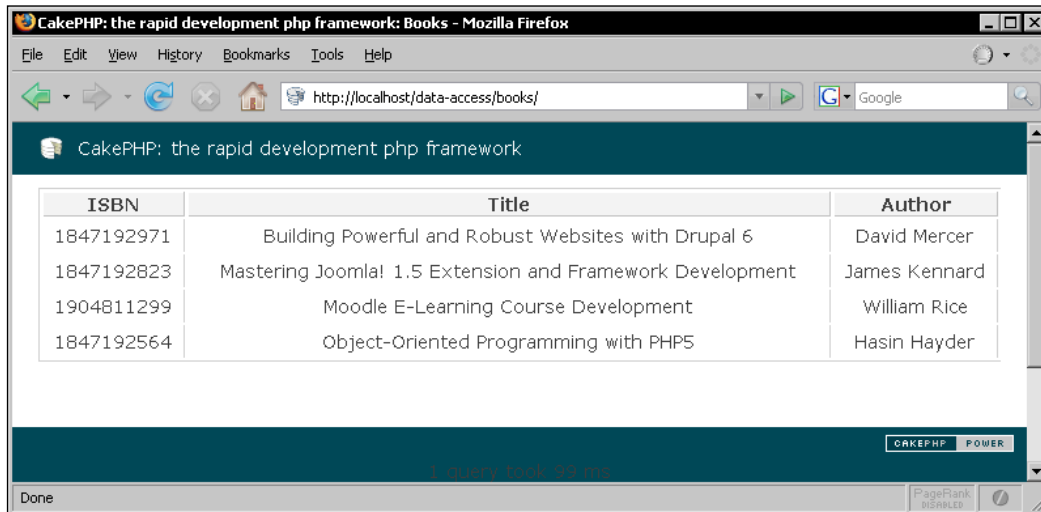 CakePHP: the rapid development php framework: Books - Mozilla Firefox
File Edit View History Bookmarks Tools Help
http://localhost/data-access/books/ G Google
CakePHP: the rapid development php framework
ISBN Title Author
1847192971 Building Powerful and Robust Websites with Drupal 6 David Mercer
1847192823 Mastering Joomla! 1.5 Extension and Framework Development James Kennard
1904811299 Moodle E-Learning Course Development William Rice
1847192564 Object-Oriented Programming with PHP5 Hasin Hayder
CAKEPHP POWER
1 query took 99 ms
Done PageRank
DISABLED